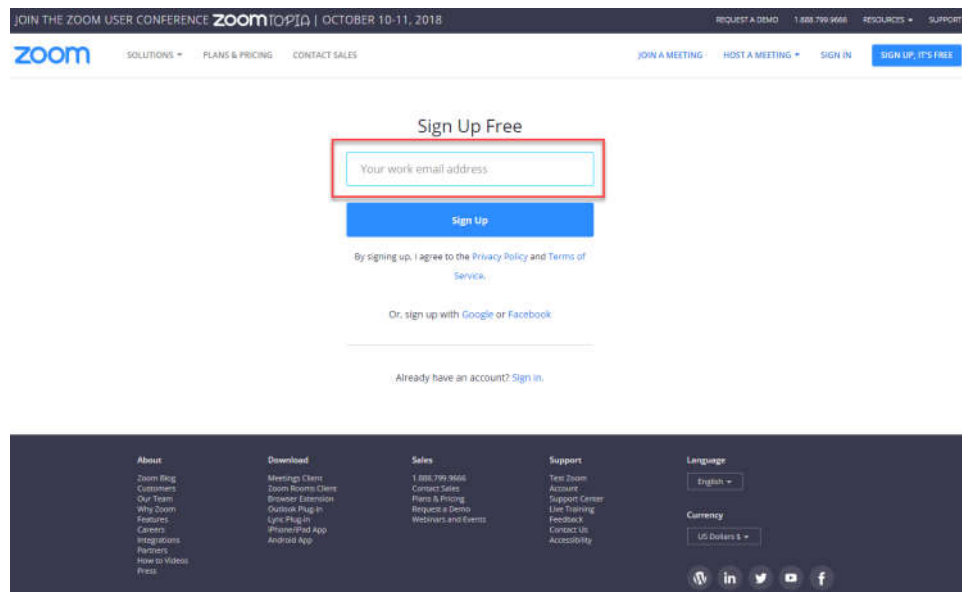 JOIN THE ZOOM USER CONFERENCE ZOOMTOPIA | OCTOBER 10-11, 2018
REQUEST A DEMO 1.888.799.9666 RESOURCES SUPPORT
zoom SOLUTIONS PLANS & PRICING CONTACT SALES
JOIN A MEETING HOST A MEETING SIGN IN SIGN UP, IT'S FREE
Sign Up Free
Your work email address
Sign Up
By signing up, I agree to the Privacy Policy and Terms of
Service.
Or, sign up with Google or Facebook
Already have an account? Sign in.
About
Zoom Blog
Customers
Our Team
Why Zoom
Features
Careers
Integrations
Partners
How to Videos
Press
Download
Meetings Client
Zoom Rooms Client
Browser Extension
Outlook Plug-in
Lync Plug-in
iPhone/iPad App
Android App
Sales
1.888.799.9666
Contact Sales
Plans & Pricing
Request a Demo
Webinars and Events
Support
Test Zoom
Account
Support Center
Live Training
Feedback
Contact Us
Accessibility
Language
English
Currency
US Dollars $